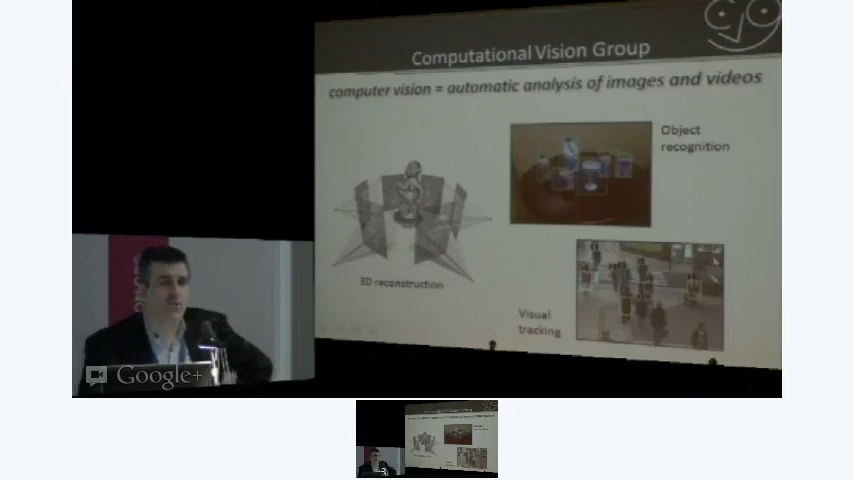 Computational Vision Group
computer vision = automatic analysis of images and videos
Object
recognition
3D reconstruction
Visual
tracking
Google+